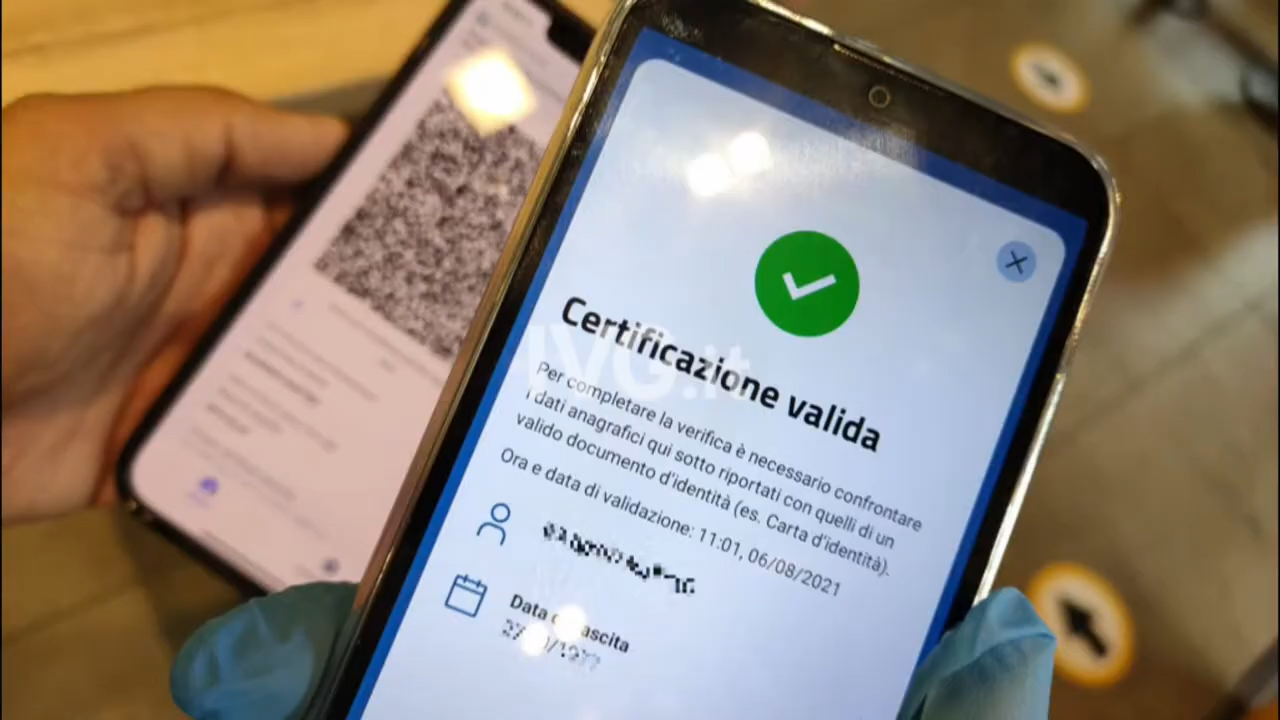 IVG.it
Certificazione valida
Per completare la verifica è necessario confrontare
i dati anagrafici qui sotto riportati con quelli di un
valido documento d'identità (es. Carta d'identità).
Ora e data di validazione: 11:01, 06/08/2021
Data di nascita